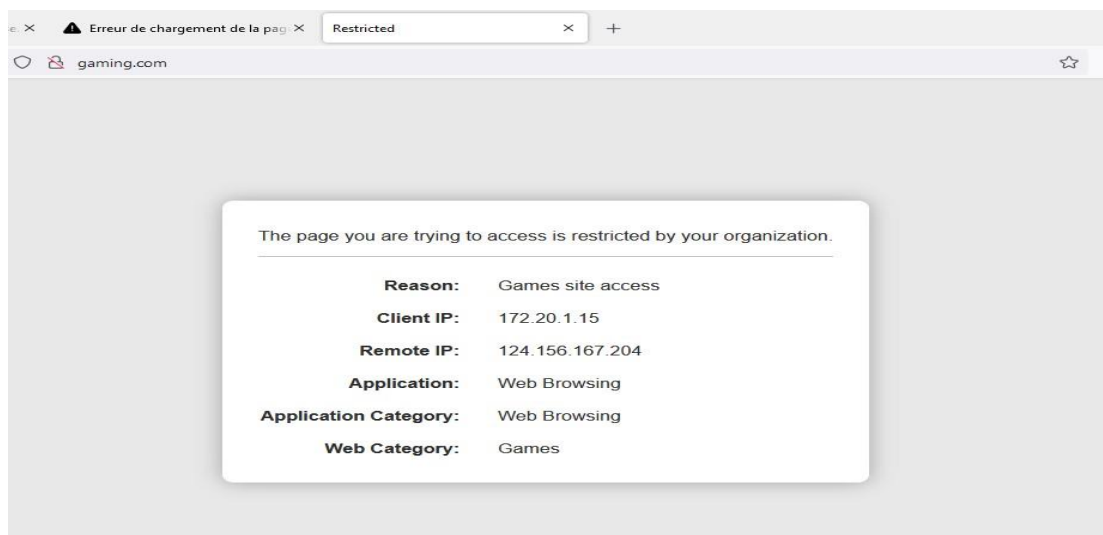 e.
Erreur de chargement de la pag
Restricted
gaming.com
The page you are trying to access is restricted by your organization.
Reason: Games site access
Client IP: 172.20.1.15
Remote IP: 124.156.167.204
Application: Web Browsing
Application Category: Web Browsing
Web Category: Games